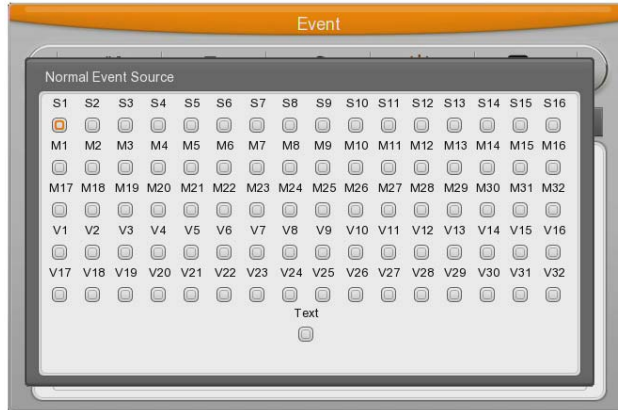 Event
Normal Event Source
S1 S2 S3 S4 S5 S6 S7 S8 S9 S10 S11 S12 S13 S14 S15 S16
M1 M2 M3 M4 M5 M6 M7 M8 M9 M10 M11 M12 M13 M14 M15 M16
M17 M18 M19 M20 M21 M22 M23 M24 M25 M26 M27 M28 M29 M30 M31 M32
V1 V2 V3 V4 V5 V6 V7 V8 V9 V10 V11 V12 V13 V14 V15 V16
V17 V18 V19 V20 V21 V22 V23 V24 V25 V26 V27 V28 V29 V30 V31 V32
Text